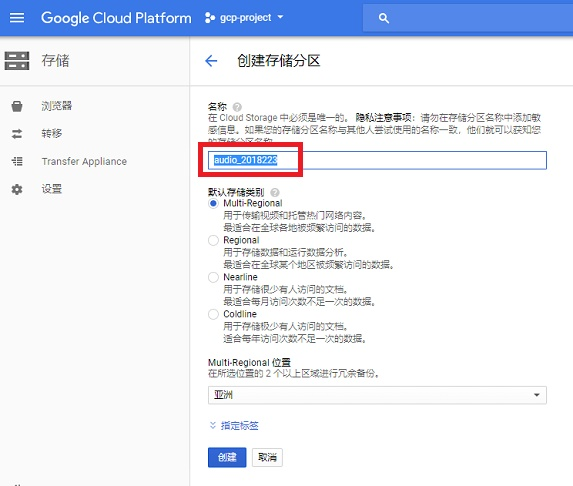 Google Cloud Platform
gcp-project
存储
创建存储分区
浏览器
转移
Transfer Appliance
设置
名称
在 Cloud Storage 中必须是唯一的。 隐私注意事项：请勿在存储分区名称中添加敏
感信息。如果您的存储分区名称与其他人尝试使用的名称一致，他们就可以获知您
的存储分区名称
audio_2018223
默认存储类别
Multi-Regional
用于传输视频和托管热门网络内容。
最适合在全球各地被频繁访问的数据。
Regional
用于存储数据和运行数据分析。
最适合在全球某个地区被频繁访问的数据。
Nearline
用于存储很少有人访问的文档。
最适合每月访问次数不足一次的数据。
Coldline
用于存储极少有人访问的文档。
适合每年访问次数不足一次的数据。
Multi-Regional 位置
在所选位置的 2 个以上区域进行冗余备份。
亚洲
指定标签
创建 取消